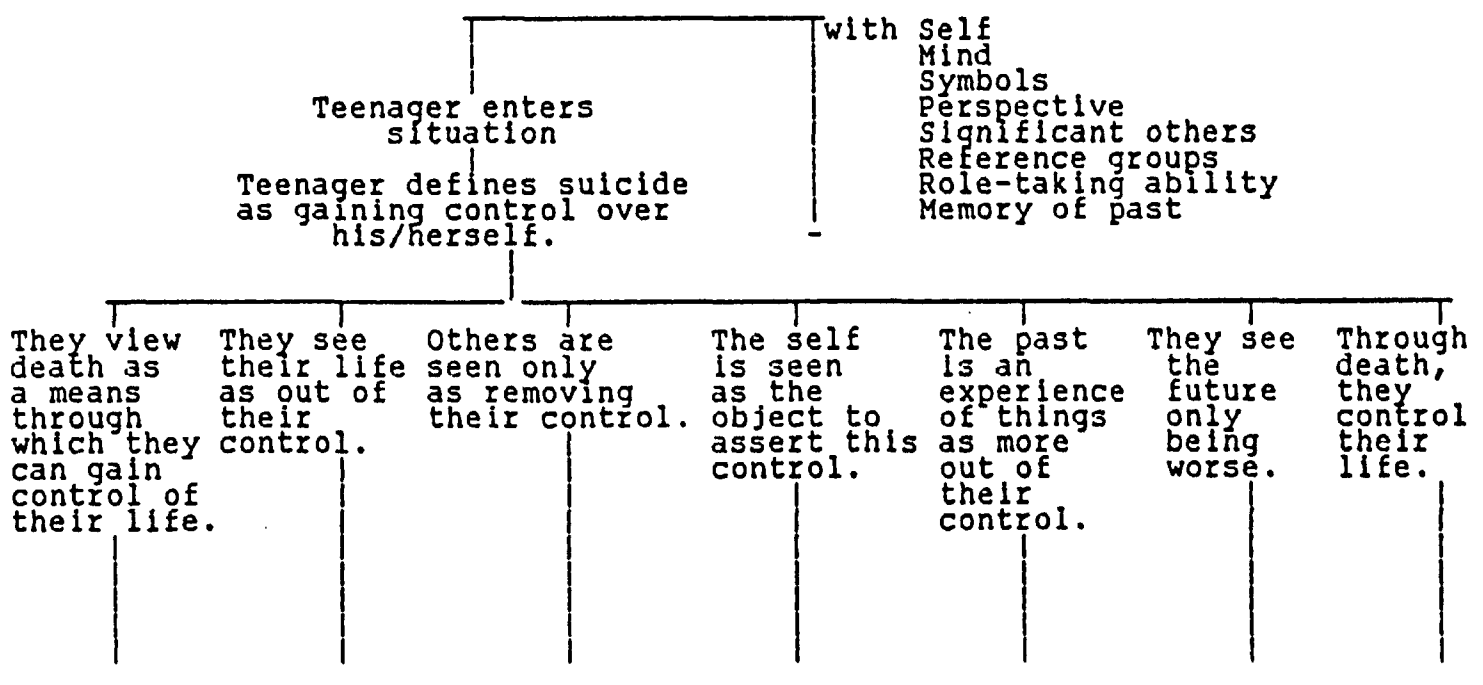 with Self
Mind
Symbols
Perspective
Significant others
Reference groups
Role-taking ability
Memory of past
Teenager enters
situation
Teenager defines suicide
as gaining control over
his/herself.
They view
death as
a means
through
which they
can gain
control of
their life.
They see
their life
as out of
their
control.
Others are
seen only
as removing
their control.
The self
is seen
as the
object to
assert this
control.
The past
is an
experience
of things
as more
out of
their
control.
They see
the
future
only
being
worse.
Through
death,
they
control
their
life.